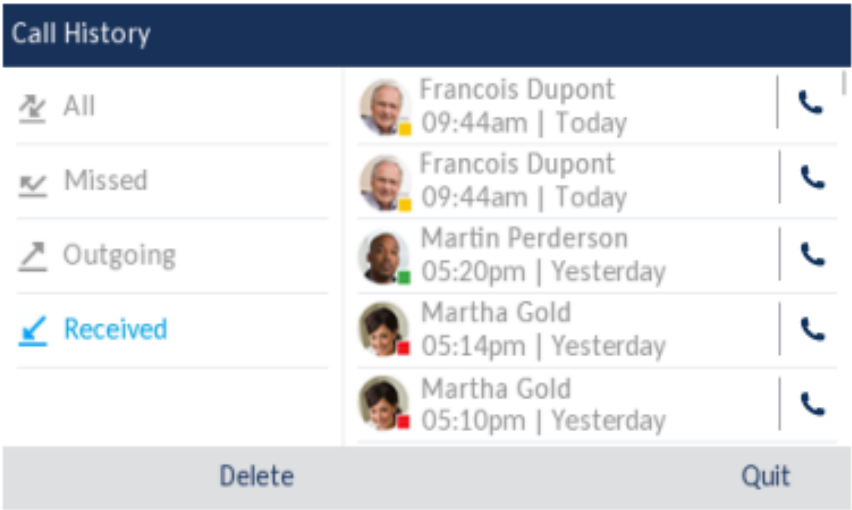 Call History
All
Missed
Outgoing
Received
Francois Dupont
09:44am | Today
Francois Dupont
09:44am | Today
Martin Perderson
05:20pm | Yesterday
Martha Gold
05:14pm | Yesterday
Martha Gold
05:10pm | Yesterday
Delete
Quit